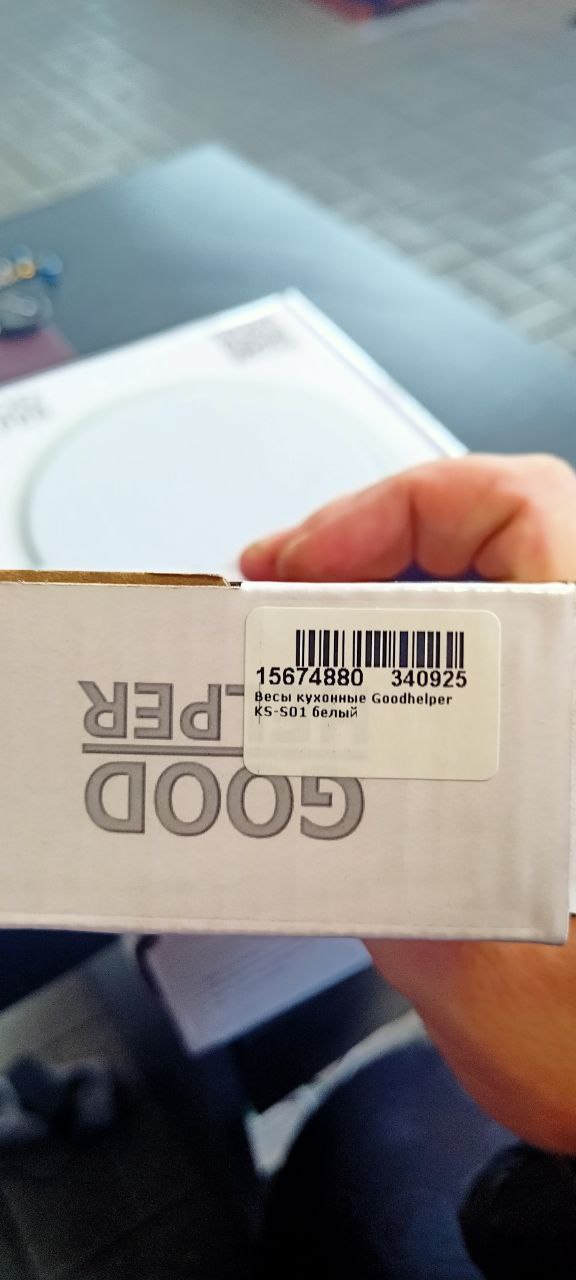 15674880 340925
Весы кухонные Goodhelper
KS-S01 белый
GOOD
LPER